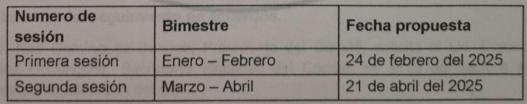 Numero de sesión | Bimestre | Fecha propuesta
Primera sesión | Enero – Febrero | 24 de febrero del 2025
Segunda sesión | Marzo – Abril | 21 de abril del 2025